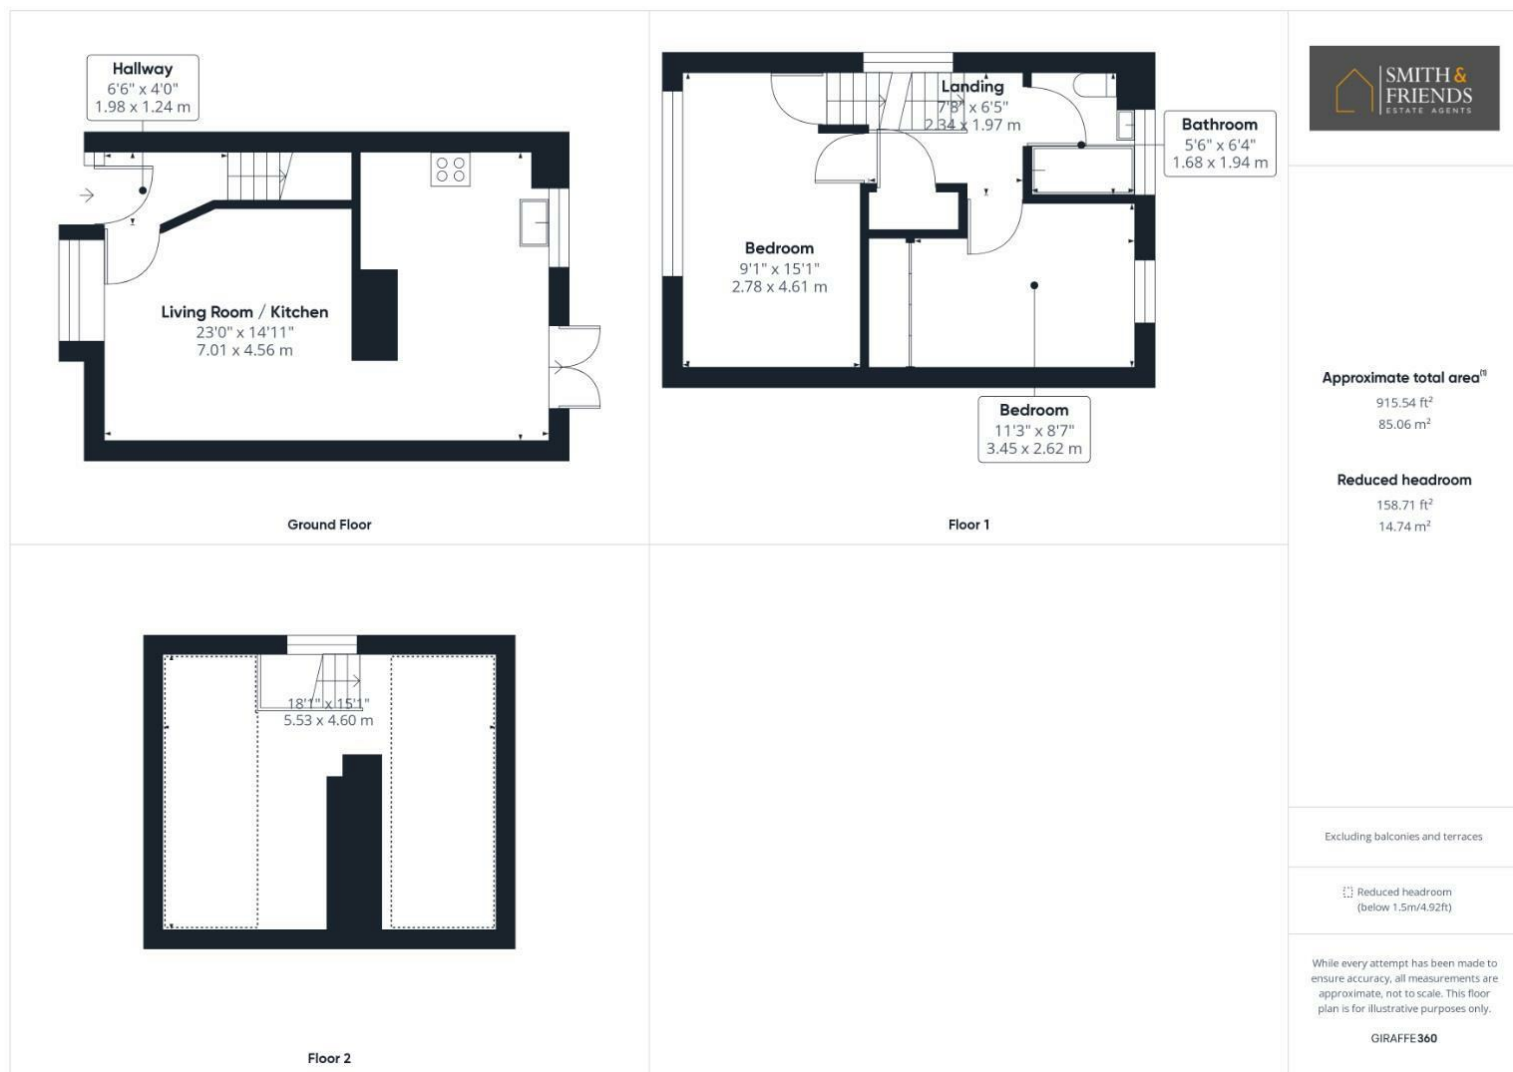 Hallway
6'6" x 4'0"
1.98 x 1.24 m
Living Room / Kitchen
23'0" x 14'11"
7.01 x 4.56 m
Ground Floor
Landing
7'8" x 6'5"
2.34 x 1.97 m
Bathroom
5'6" x 6'4"
1.68 x 1.94 m
Bedroom
9'1" x 15'1"
2.78 x 4.61 m
Bedroom
11'3" x 8'7"
3.45 x 2.62 m
Floor 1
18'1" x 15'1"
5.53 x 4.60 m
Floor 2
SMITH &
FRIENDS
ESTATE AGENTS
Approximate total area(1)
915.54 ft²
85.06 m²
Reduced headroom
158.71 ft²
14.74 m²
Excluding balconies and terraces
Reduced headroom
(below 1.5m/4.92ft)
While every attempt has been made to
ensure accuracy, all measurements are
approximate, not to scale. This floor
plan is for illustrative purposes only.
GIRAFFE360